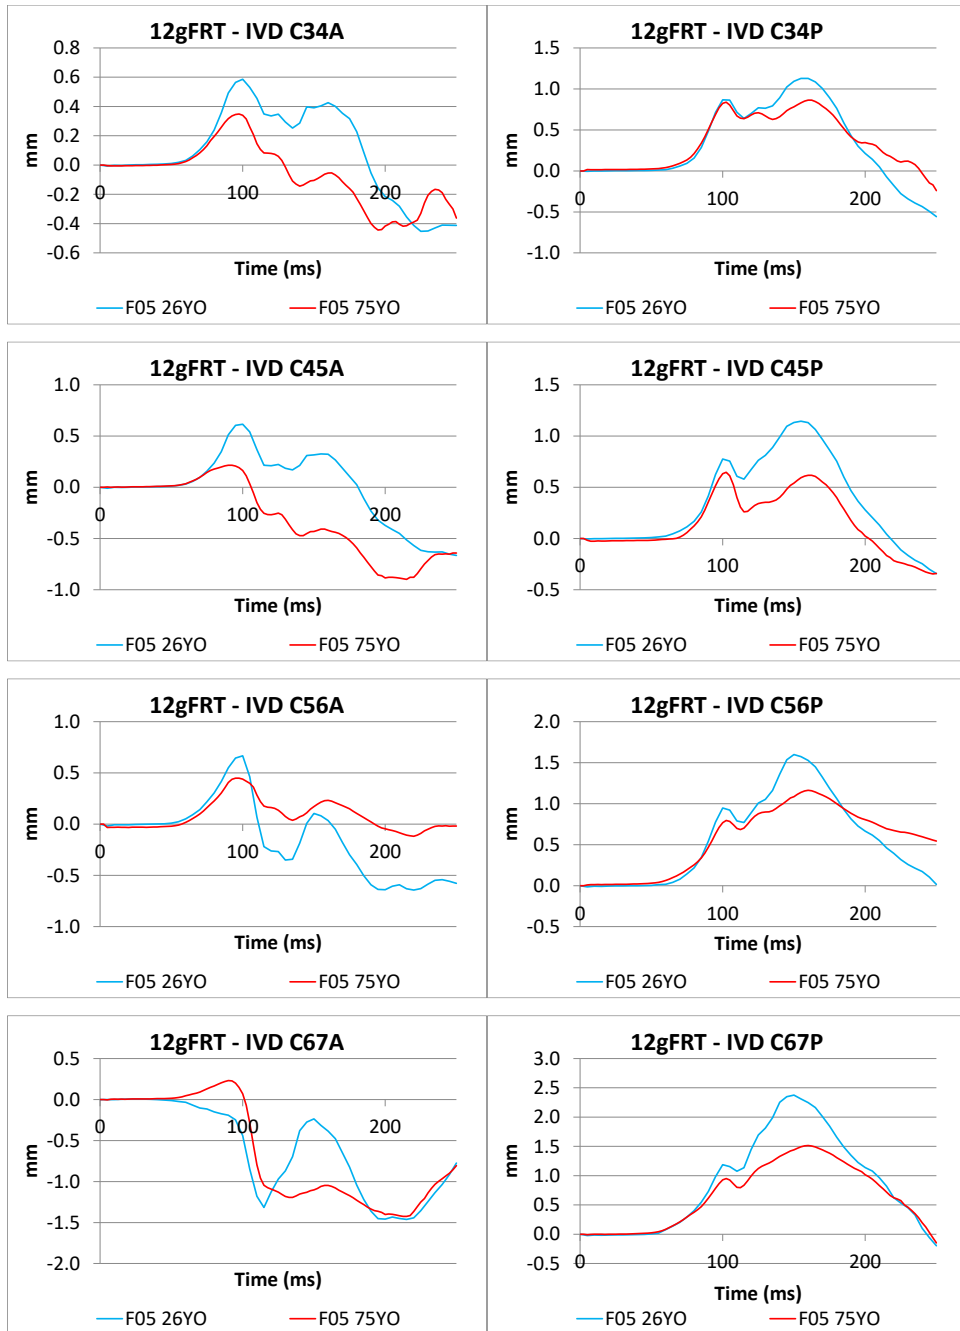 12gFRT - IVD C34A
0.8
0.6
0.4
0.2
0.0
-0.2
-0.4
-0.6
0 100 200
mm
Time (ms)
F05 26YO F05 75YO
12gFRT - IVD C34P
1.5
1.0
0.5
0.0
-0.5
-1.0
0 100 200
mm
Time (ms)
F05 26YO F05 75YO
12gFRT - IVD C45A
1.0
0.5
0.0
-0.5
-1.0
0 100 200
mm
Time (ms)
F05 26YO F05 75YO
12gFRT - IVD C45P
1.5
1.0
0.5
0.0
-0.5
0 100 200
mm
Time (ms)
F05 26YO F05 75YO
12gFRT - IVD C56A
1.0
0.5
0.0
-0.5
-1.0
0 100 200
mm
Time (ms)
F05 26YO F05 75YO
12gFRT - IVD C56P
2.0
1.5
1.0
0.5
0.0
-0.5
0 100 200
mm
Time (ms)
F05 26YO F05 75YO
12gFRT - IVD C67A
0.5
0.0
-0.5
-1.0
-1.5
-2.0
0 100 200
mm
Time (ms)
F05 26YO F05 75YO
12gFRT - IVD C67P
3.0
2.5
2.0
1.5
1.0
0.5
0.0
-0.5
0 100 200
mm
Time (ms)
F05 26YO F05 75YO